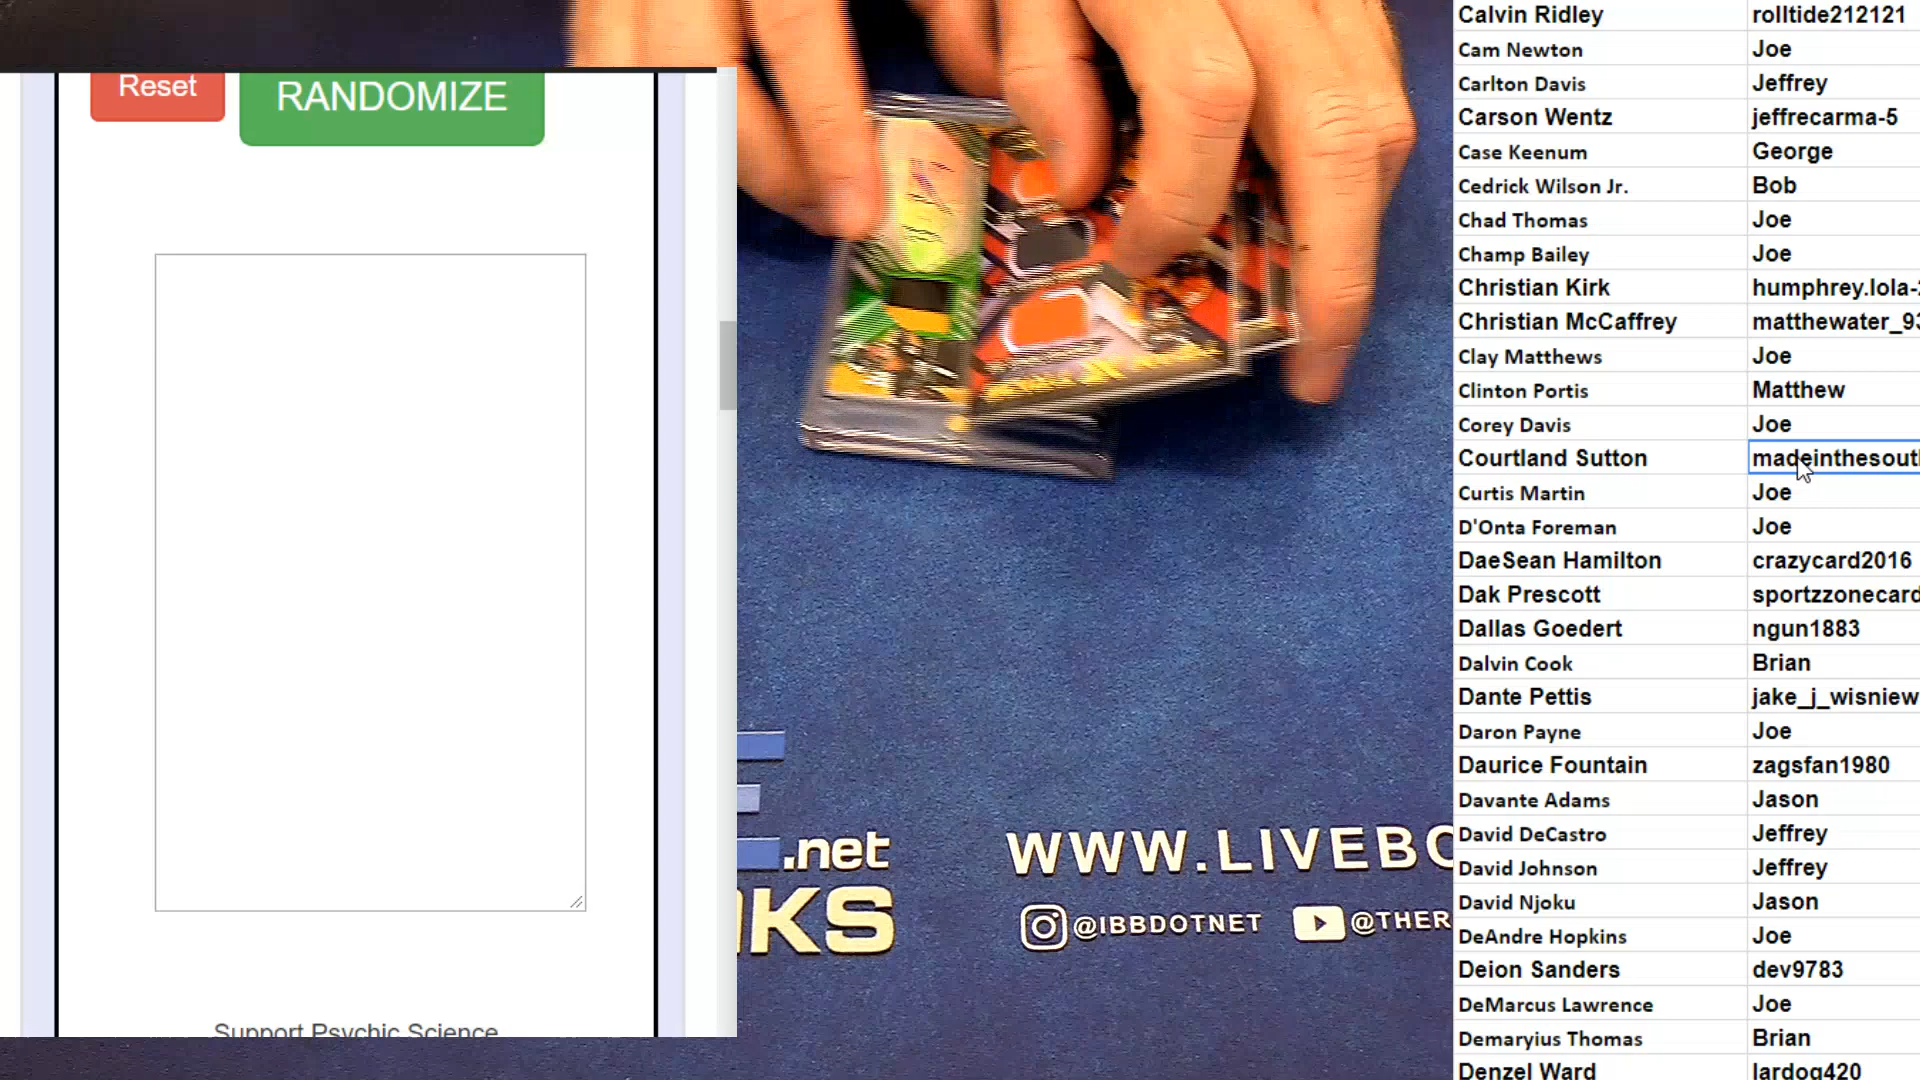 Reset
RANDOMIZE
Support Psychic Science
.net
KS
WWW.LIVEBO
@IBBDOTNET
@THER
Calvin Ridley rolltide212121
Cam Newton Joe
Carlton Davis Jeffrey
Carson Wentz jeffrecarma-5
Case Keenum George
Cedrick Wilson Jr. Bob
Chad Thomas Joe
Champ Bailey Joe
Christian Kirk humphrey.lola-
Christian McCaffrey matthewater_93
Clay Matthews Joe
Clinton Portis Matthew
Corey Davis Joe
Courtland Sutton madeinthesouth
Curtis Martin Joe
D'Onta Foreman Joe
DaeSean Hamilton crazycard2016
Dak Prescott sportzzonecard
Dallas Goedert ngun1883
Dalvin Cook Brian
Dante Pettis jake_j_wisniew
Daron Payne Joe
Daurice Fountain zagsfan1980
Davante Adams Jason
David DeCastro Jeffrey
David Johnson Jeffrey
David Njoku Jason
DeAndre Hopkins Joe
Deion Sanders dev9783
DeMarcus Lawrence Joe
Demaryius Thomas Brian
Denzel Ward lardog420